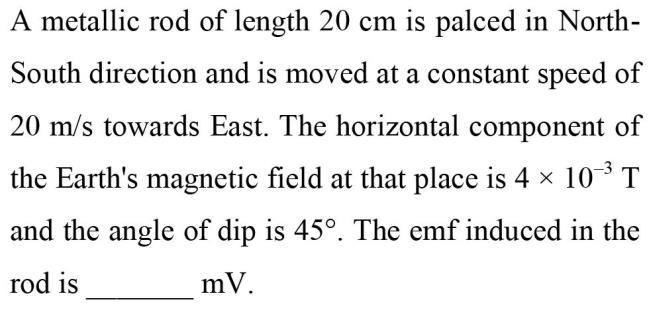 A metallic rod of length 20 cm is palced in North-
South direction and is moved at a constant speed of
20 m/s towards East. The horizontal component of
the Earth's magnetic field at that place is 4 × 10⁻³ T
and the angle of dip is 45°. The emf induced in the
rod is ________ mV.